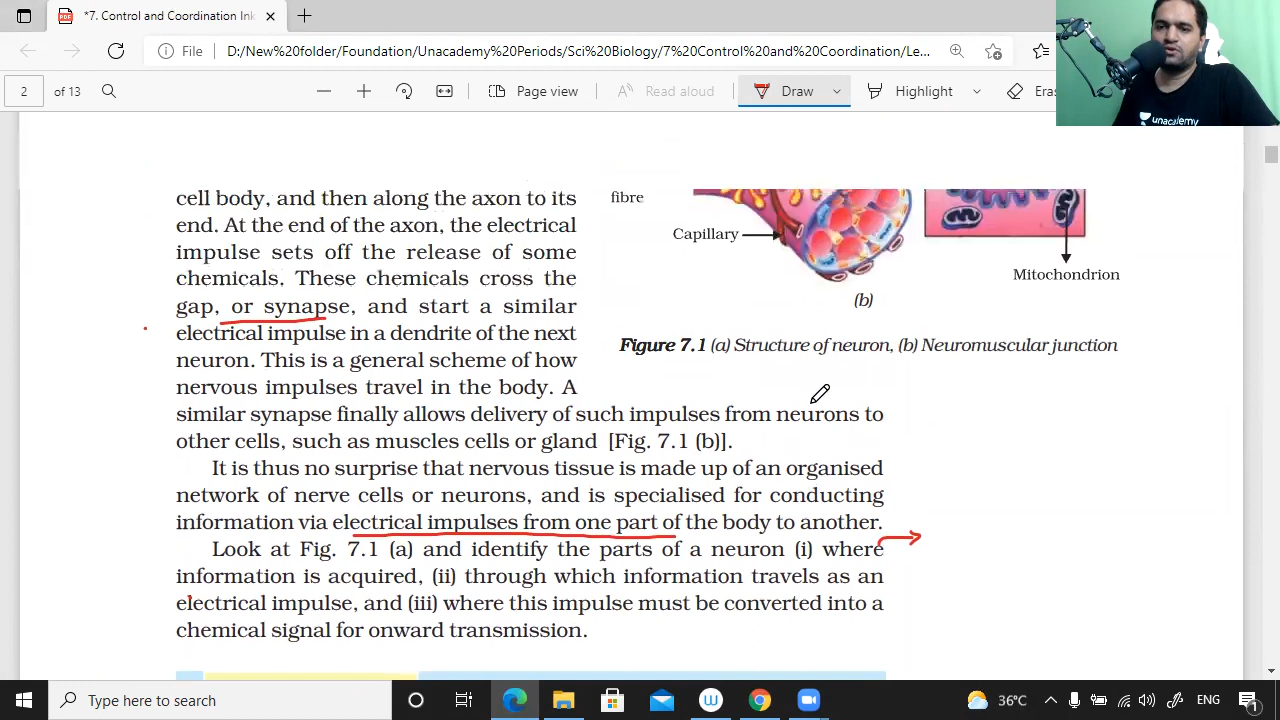 *7. Control and Coordination Ink
File
D:/New%20folder/Foundation/Unacademy%20Periods/Sci%20Biology/7%20Control%20and%20Coordination/Le...
2 of 13
Page view
Read aloud
Draw
Highlight
Eras
unacademy
cell body, and then along the axon to its
end. At the end of the axon, the electrical
impulse sets off the release of some
chemicals. These chemicals cross the
gap, or synapse, and start a similar
electrical impulse in a dendrite of the next
neuron. This is a general scheme of how
nervous impulses travel in the body. A
similar synapse finally allows delivery of such impulses from neurons to
other cells, such as muscles cells or gland [Fig. 7.1 (b)].
fibre
Capillary
Mitochondrion
(b)
Figure 7.1 (a) Structure of neuron, (b) Neuromuscular junction
It is thus no surprise that nervous tissue is made up of an organised
network of nerve cells or neurons, and is specialised for conducting
information via electrical impulses from one part of the body to another.
Look at Fig. 7.1 (a) and identify the parts of a neuron (i) where
information is acquired, (ii) through which information travels as an
electrical impulse, and (iii) where this impulse must be converted into a
chemical signal for onward transmission.
Type here to search
36°C
ENG
1